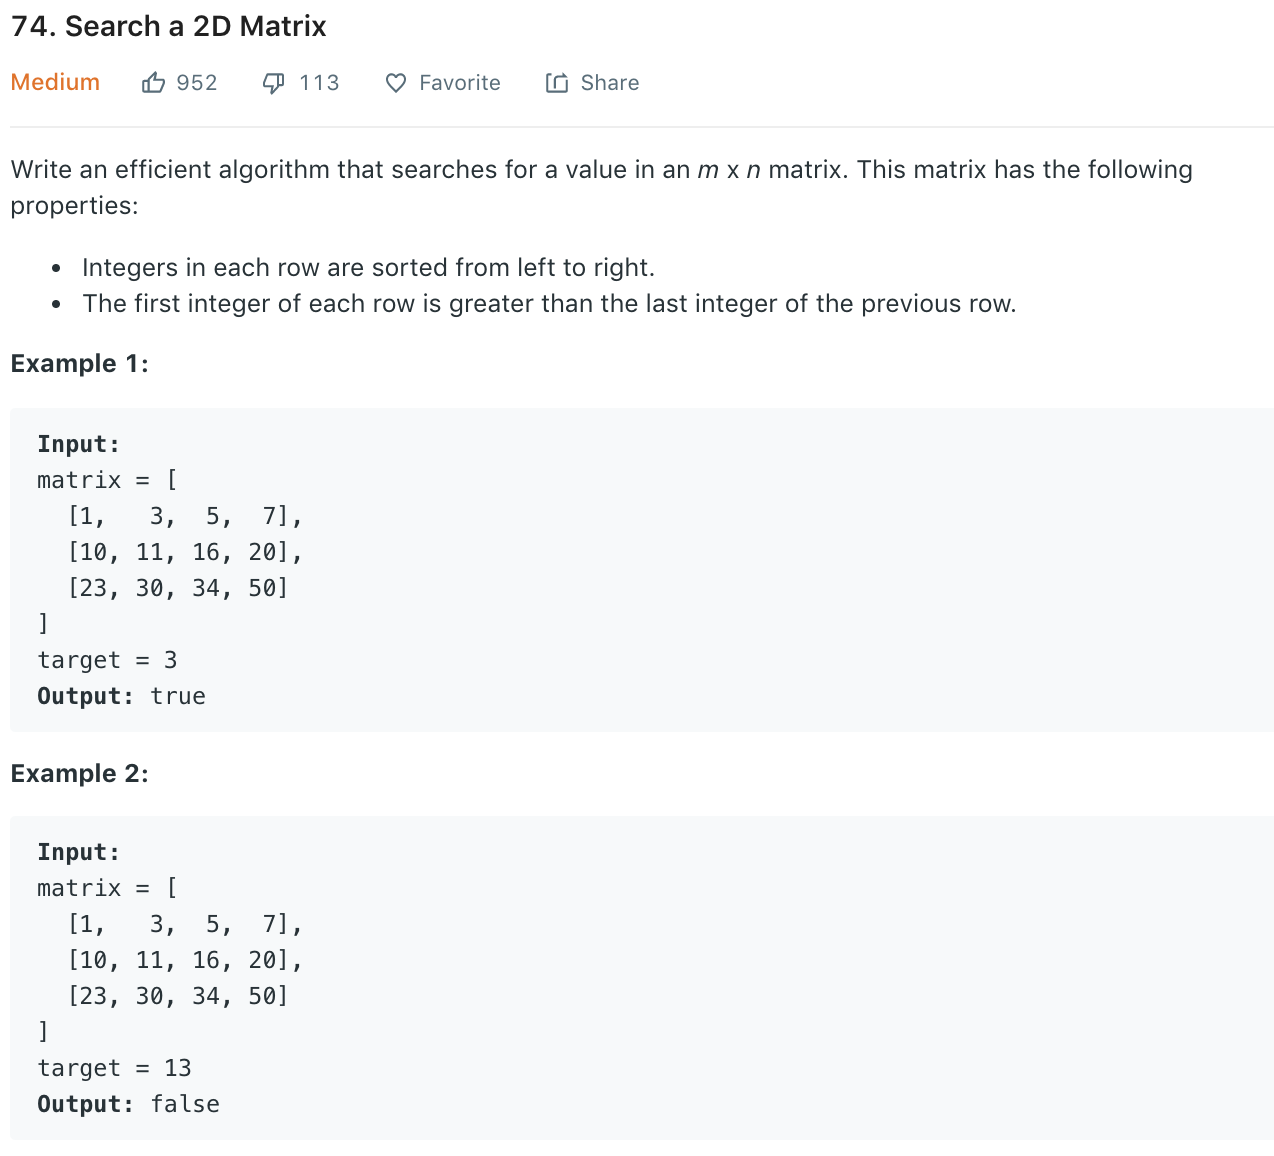 74. Search a 2D Matrix
Medium 952 113 Favorite Share
Write an efficient algorithm that searches for a value in an m x n matrix. This matrix has the following
properties:
• Integers in each row are sorted from left to right.
• The first integer of each row is greater than the last integer of the previous row.
Example 1:
Input:
matrix = [
  [1,   3,  5,  7],
  [10, 11, 16, 20],
  [23, 30, 34, 50]
]
target = 3
Output: true
Example 2:
Input:
matrix = [
  [1,   3,  5,  7],
  [10, 11, 16, 20],
  [23, 30, 34, 50]
]
target = 13
Output: false